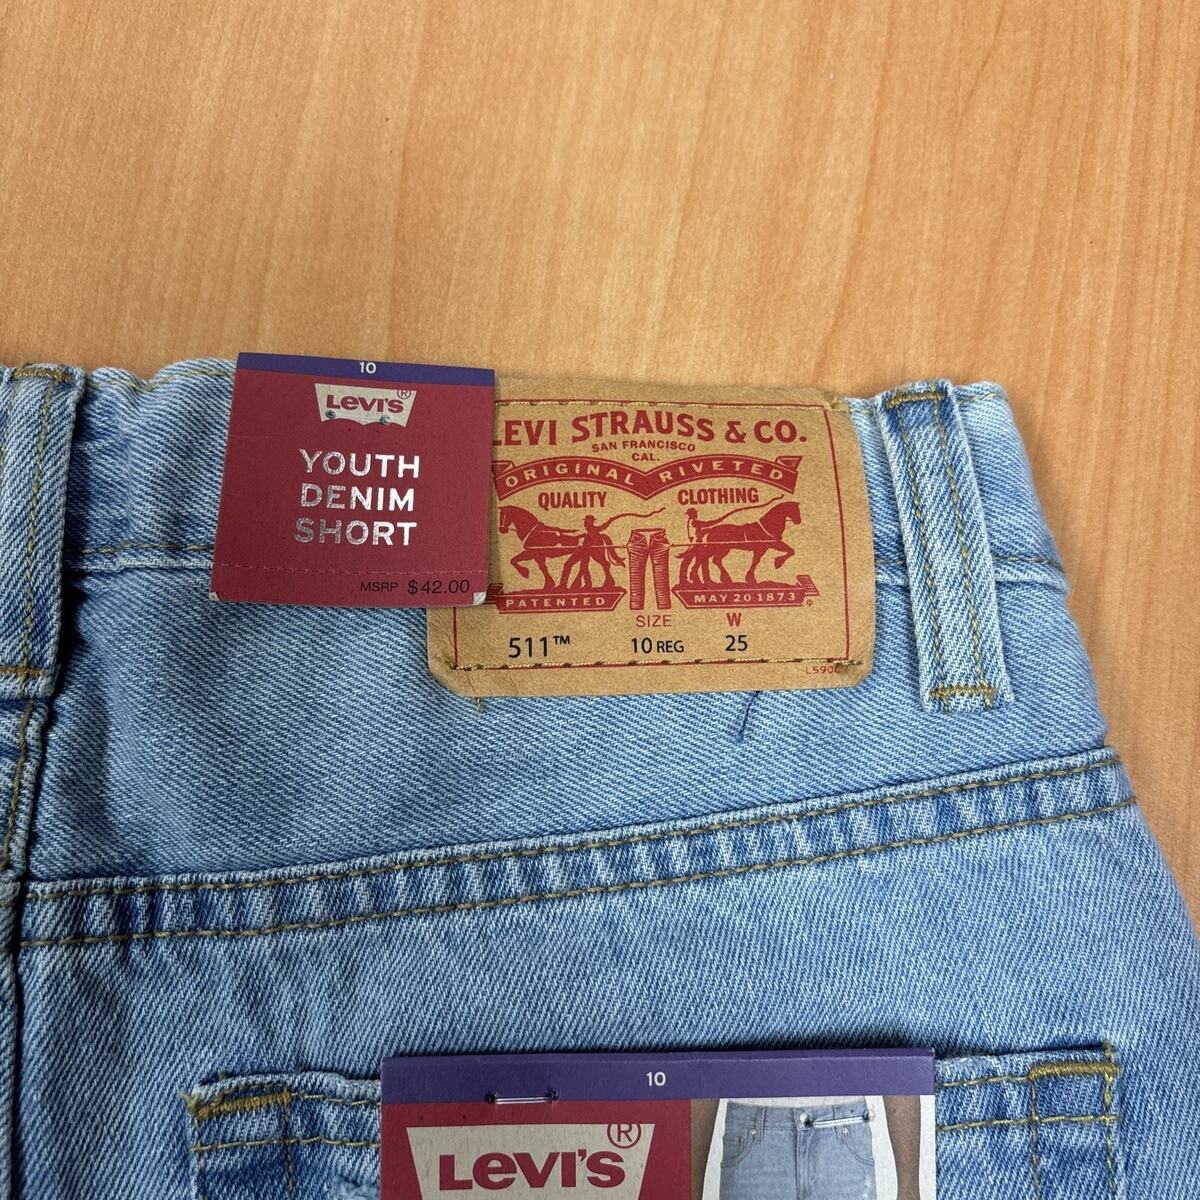 10
LEVI'S®
YOUTH
DENIM
SHORT
MSRP $42.00
LEVI STRAUSS & CO.
SAN FRANCISCO
CAL.
ORIGINAL RIVETED
QUALITY CLOTHING
PATENTED MAY 20 1873 ®
SIZE W
511™ 10 REG 25
10
LEVI'S®